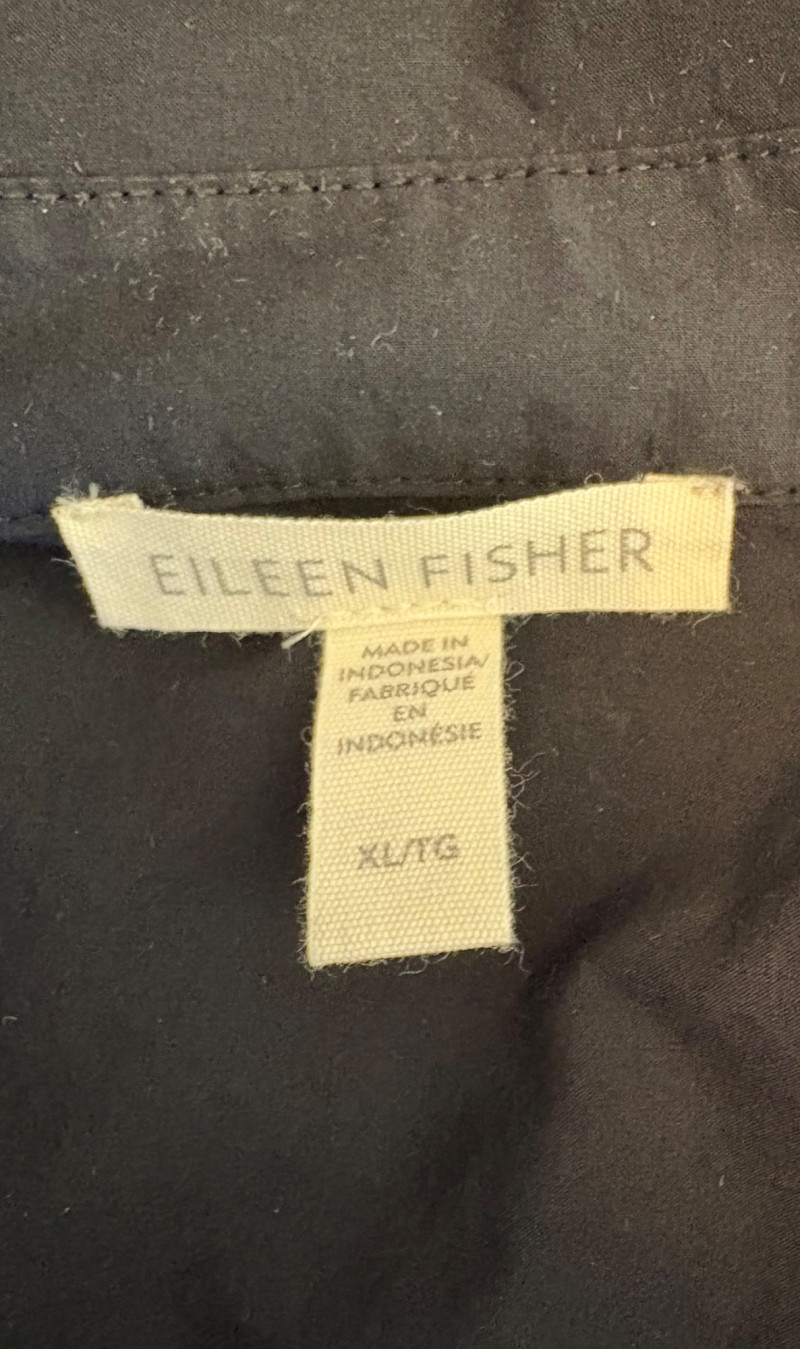 EILEEN FISHER
MADE IN
INDONESIA/
FABRIQUÉ
EN
INDONÉSIE
XL/TG